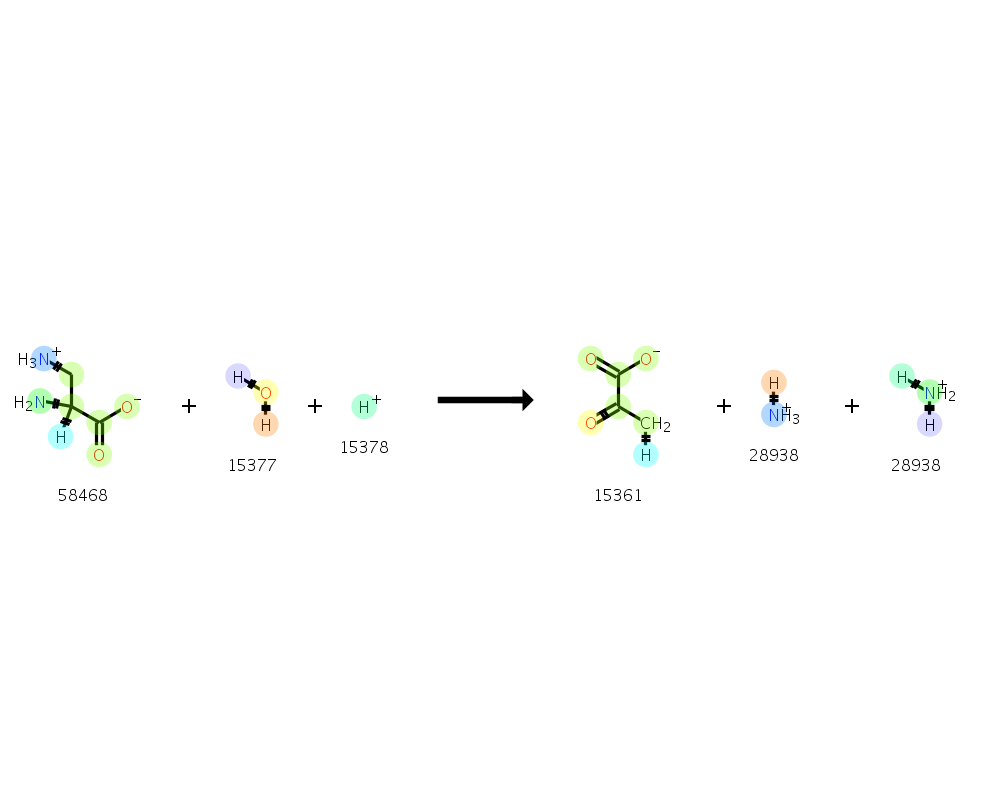 H3N+
H2N
H
O
O−
58468
+
H
O
H
15377
+
H+
15378
O
O−
O
CH2
H
15361
+
H
NH3+
28938
+
H
NH2+
H
28938